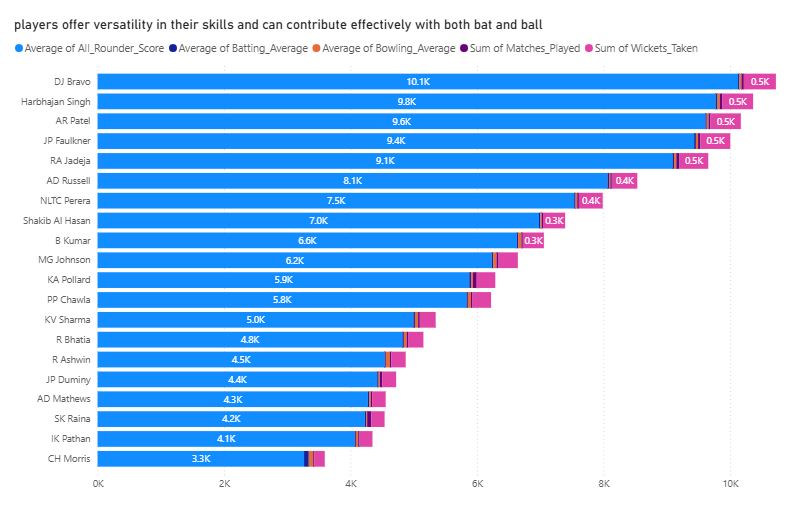 players offer versatility in their skills and can contribute effectively with both bat and ball
Average of All_Rounder_Score Average of Batting_Average Average of Bowling_Average Sum of Matches_Played Sum of Wickets_Taken
DJ Bravo 10.1K 0.5K
Harbhajan Singh 9.8K 0.5K
AR Patel 9.6K 0.5K
JP Faulkner 9.4K 0.5K
RA Jadeja 9.1K 0.5K
AD Russell 8.1K 0.4K
NLTC Perera 7.5K 0.4K
Shakib Al Hasan 7.0K 0.3K
B Kumar 6.6K 0.3K
MG Johnson 6.2K
KA Pollard 5.9K
PP Chawla 5.8K
KV Sharma 5.0K
R Bhatia 4.8K
R Ashwin 4.5K
JP Duminy 4.4K
AD Mathews 4.3K
SK Raina 4.2K
IK Pathan 4.1K
CH Morris 3.3K
0K 2K 4K 6K 8K 10K